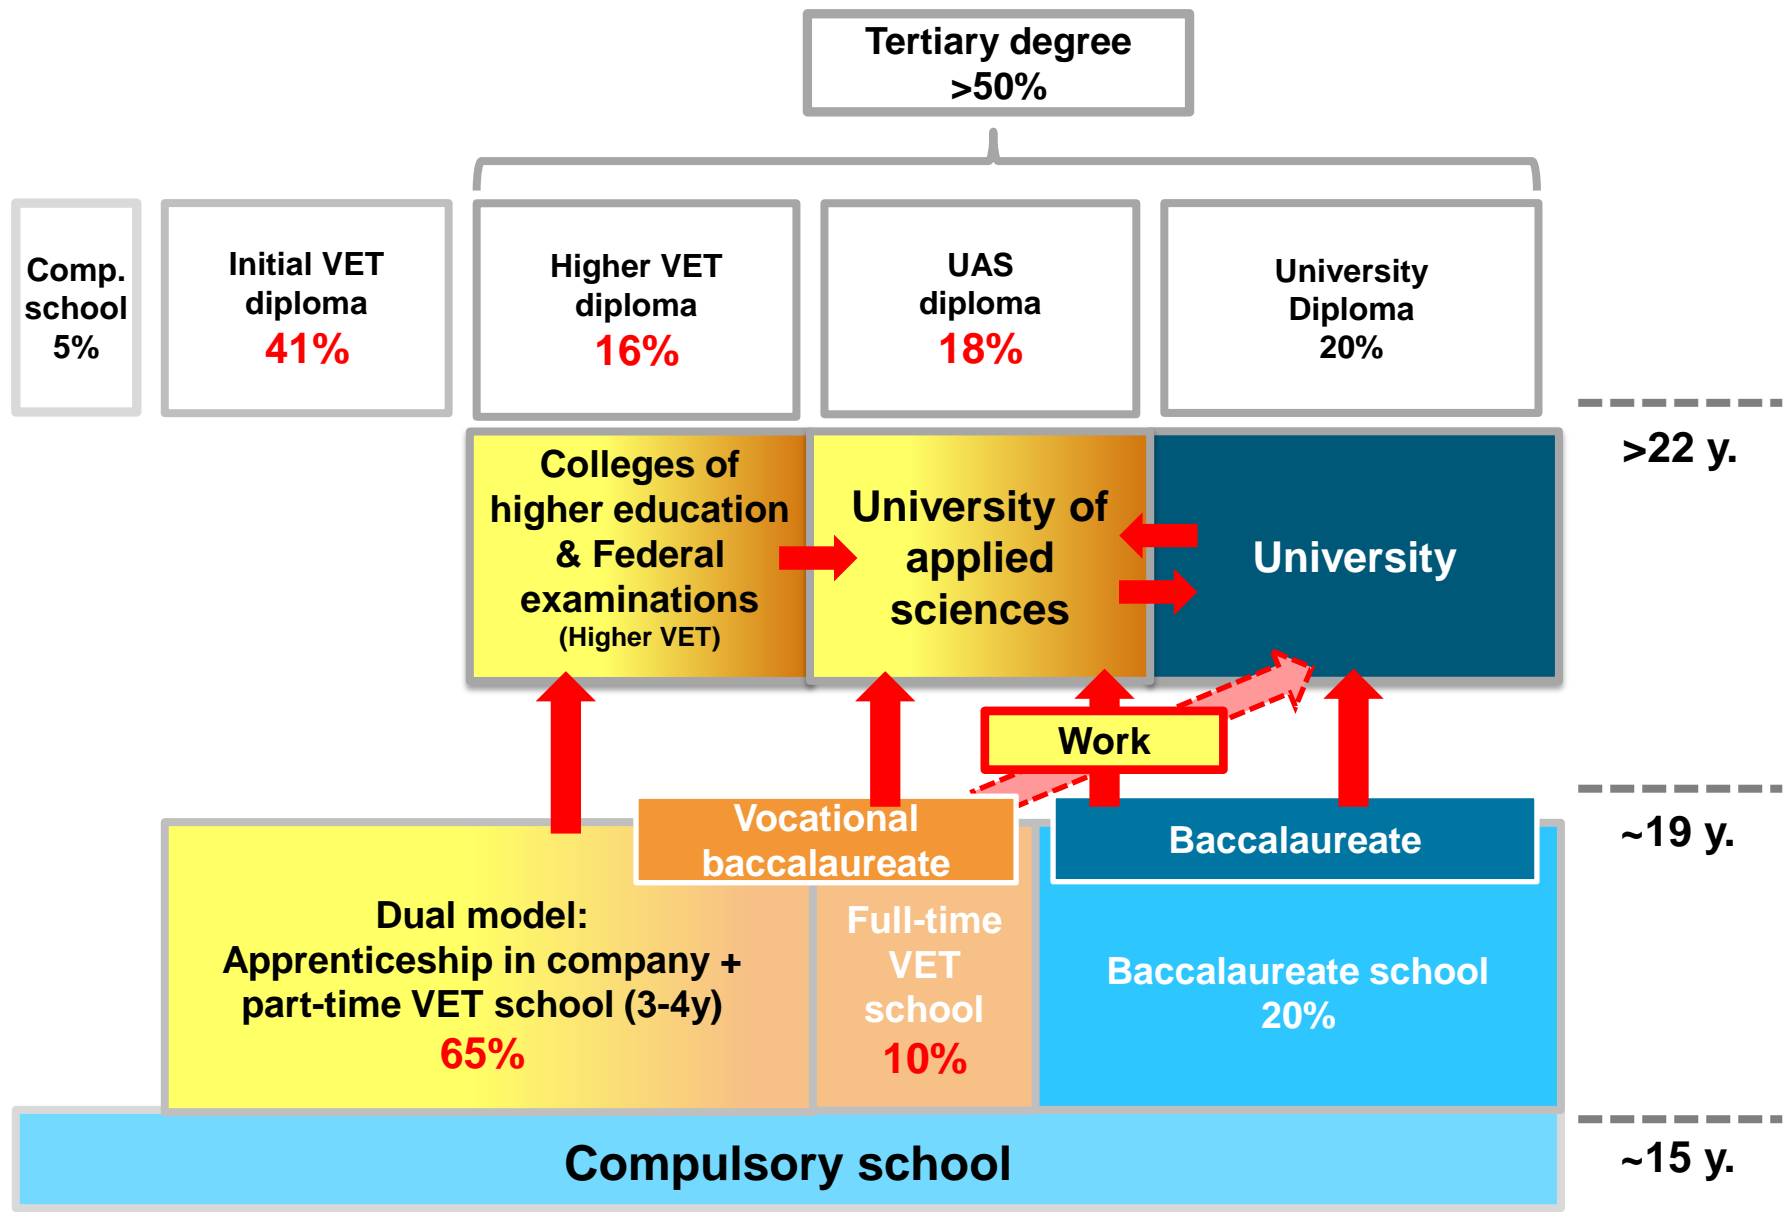 Tertiary degree
>50%
Comp.
school
5%
Initial VET
diploma
41%
Higher VET
diploma
16%
UAS
diploma
18%
University
Diploma
20%
>22 y.
Colleges of
higher education
& Federal
examinations
(Higher VET)
University of
applied
sciences
University
Work
Vocational
baccalaureate
Baccalaureate
~19 y.
Dual model:
Apprenticeship in company +
part-time VET school (3-4y)
65%
Full-time
VET
school
10%
Baccalaureate school
20%
Compulsory school
~15 y.